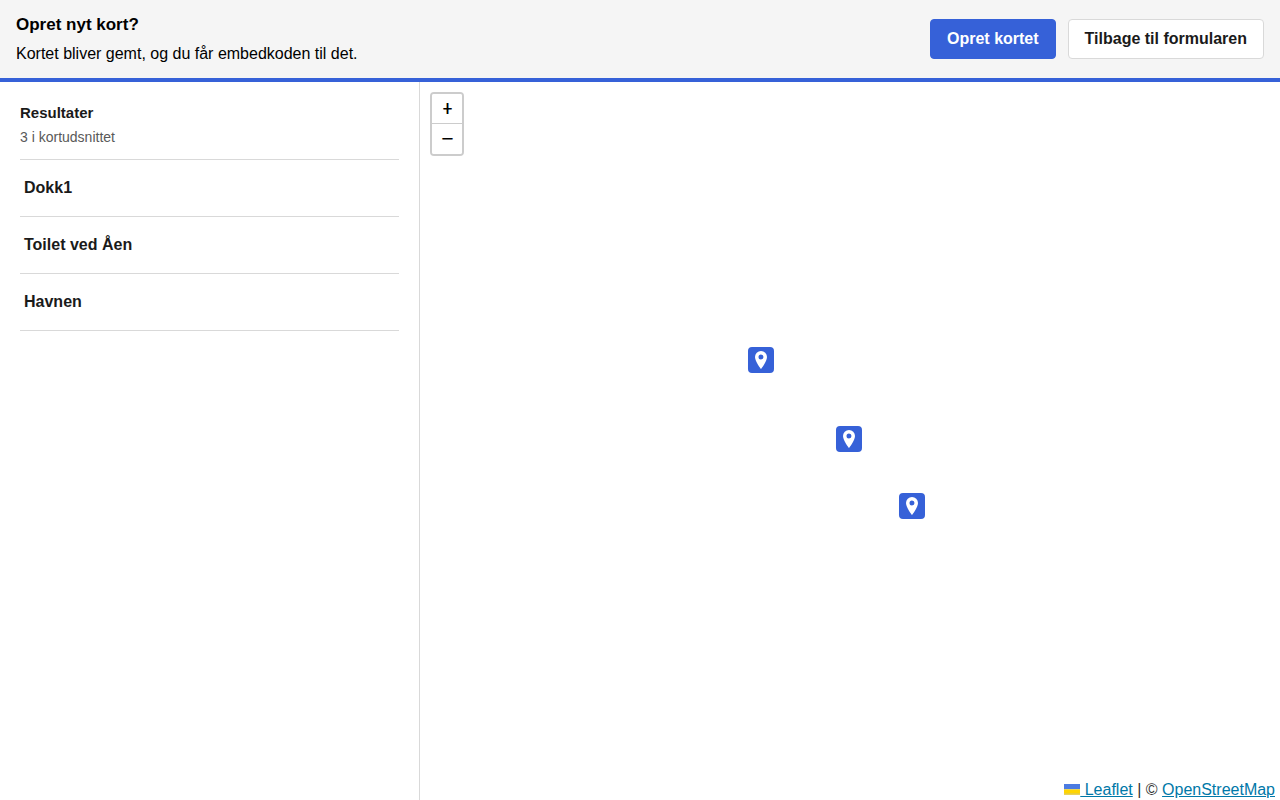 Opret nyt kort?
Kortet bliver gemt, og du får embedkoden til det.
Opret kortet
Tilbage til formularen
Resultater
3 i kortudsnittet
Dokk1
Toilet ved Åen
Havnen
+
−
Leaflet | © OpenStreetMap